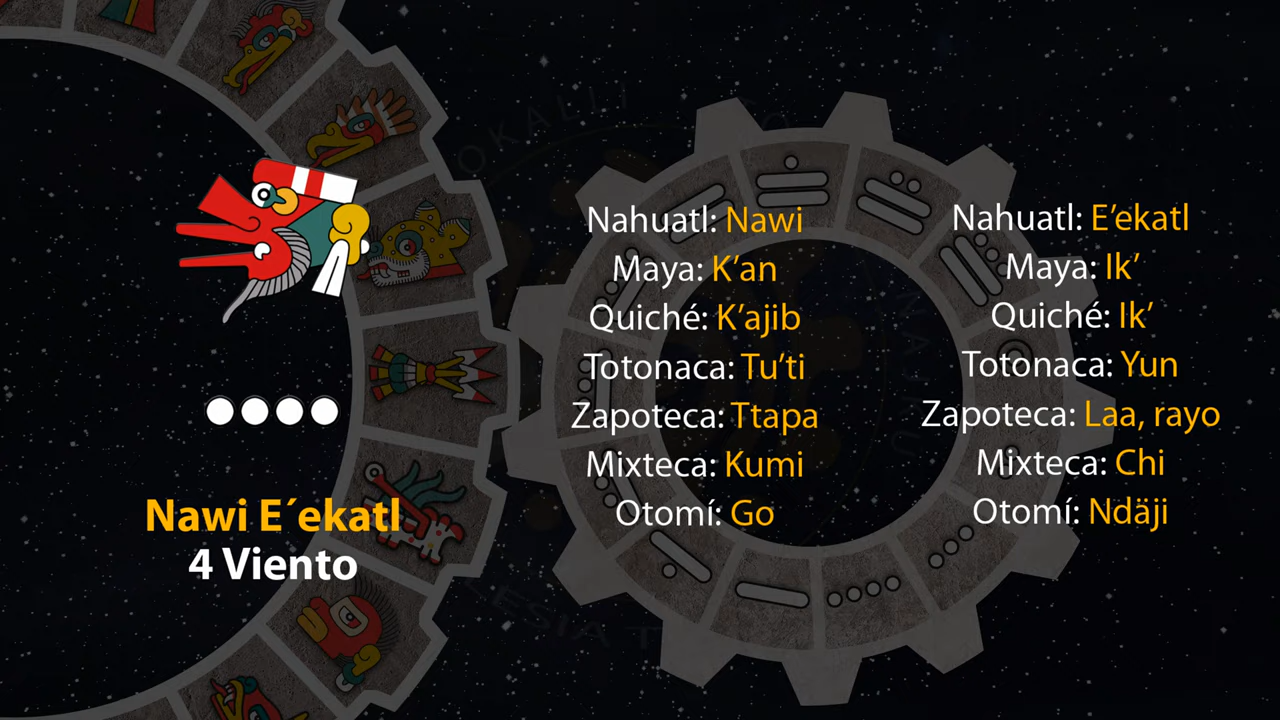 Nawi E´ekatl
4 Viento
Nahuatl: Nawi
Maya: K’an
Quiché: K’ajib
Totonaca: Tu’ti
Zapoteca: Ttapa
Mixteca: Kumi
Otomí: Go
Nahuatl: E’ekatl
Maya: Ik’
Quiché: Ik’
Totonaca: Yun
Zapoteca: Laa, rayo
Mixteca: Chi
Otomí: Ndäji